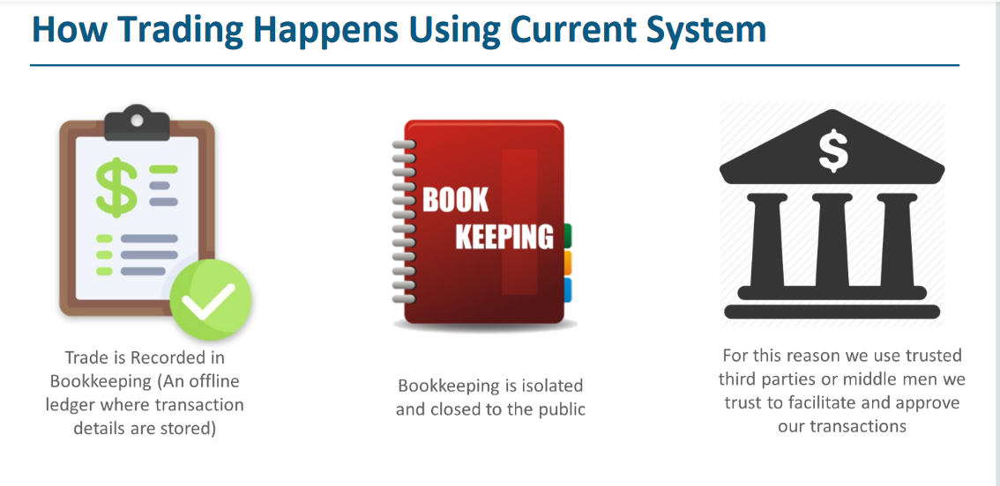 How Trading Happens Using Current System
$
Trade is Recorded in
Bookkeeping (An offline
ledger where transaction
details are stored)
BOOK
KEEPING
Bookkeeping is isolated
and closed to the public
$
For this reason we use trusted
third parties or middle men we
trust to facilitate and approve
our transactions